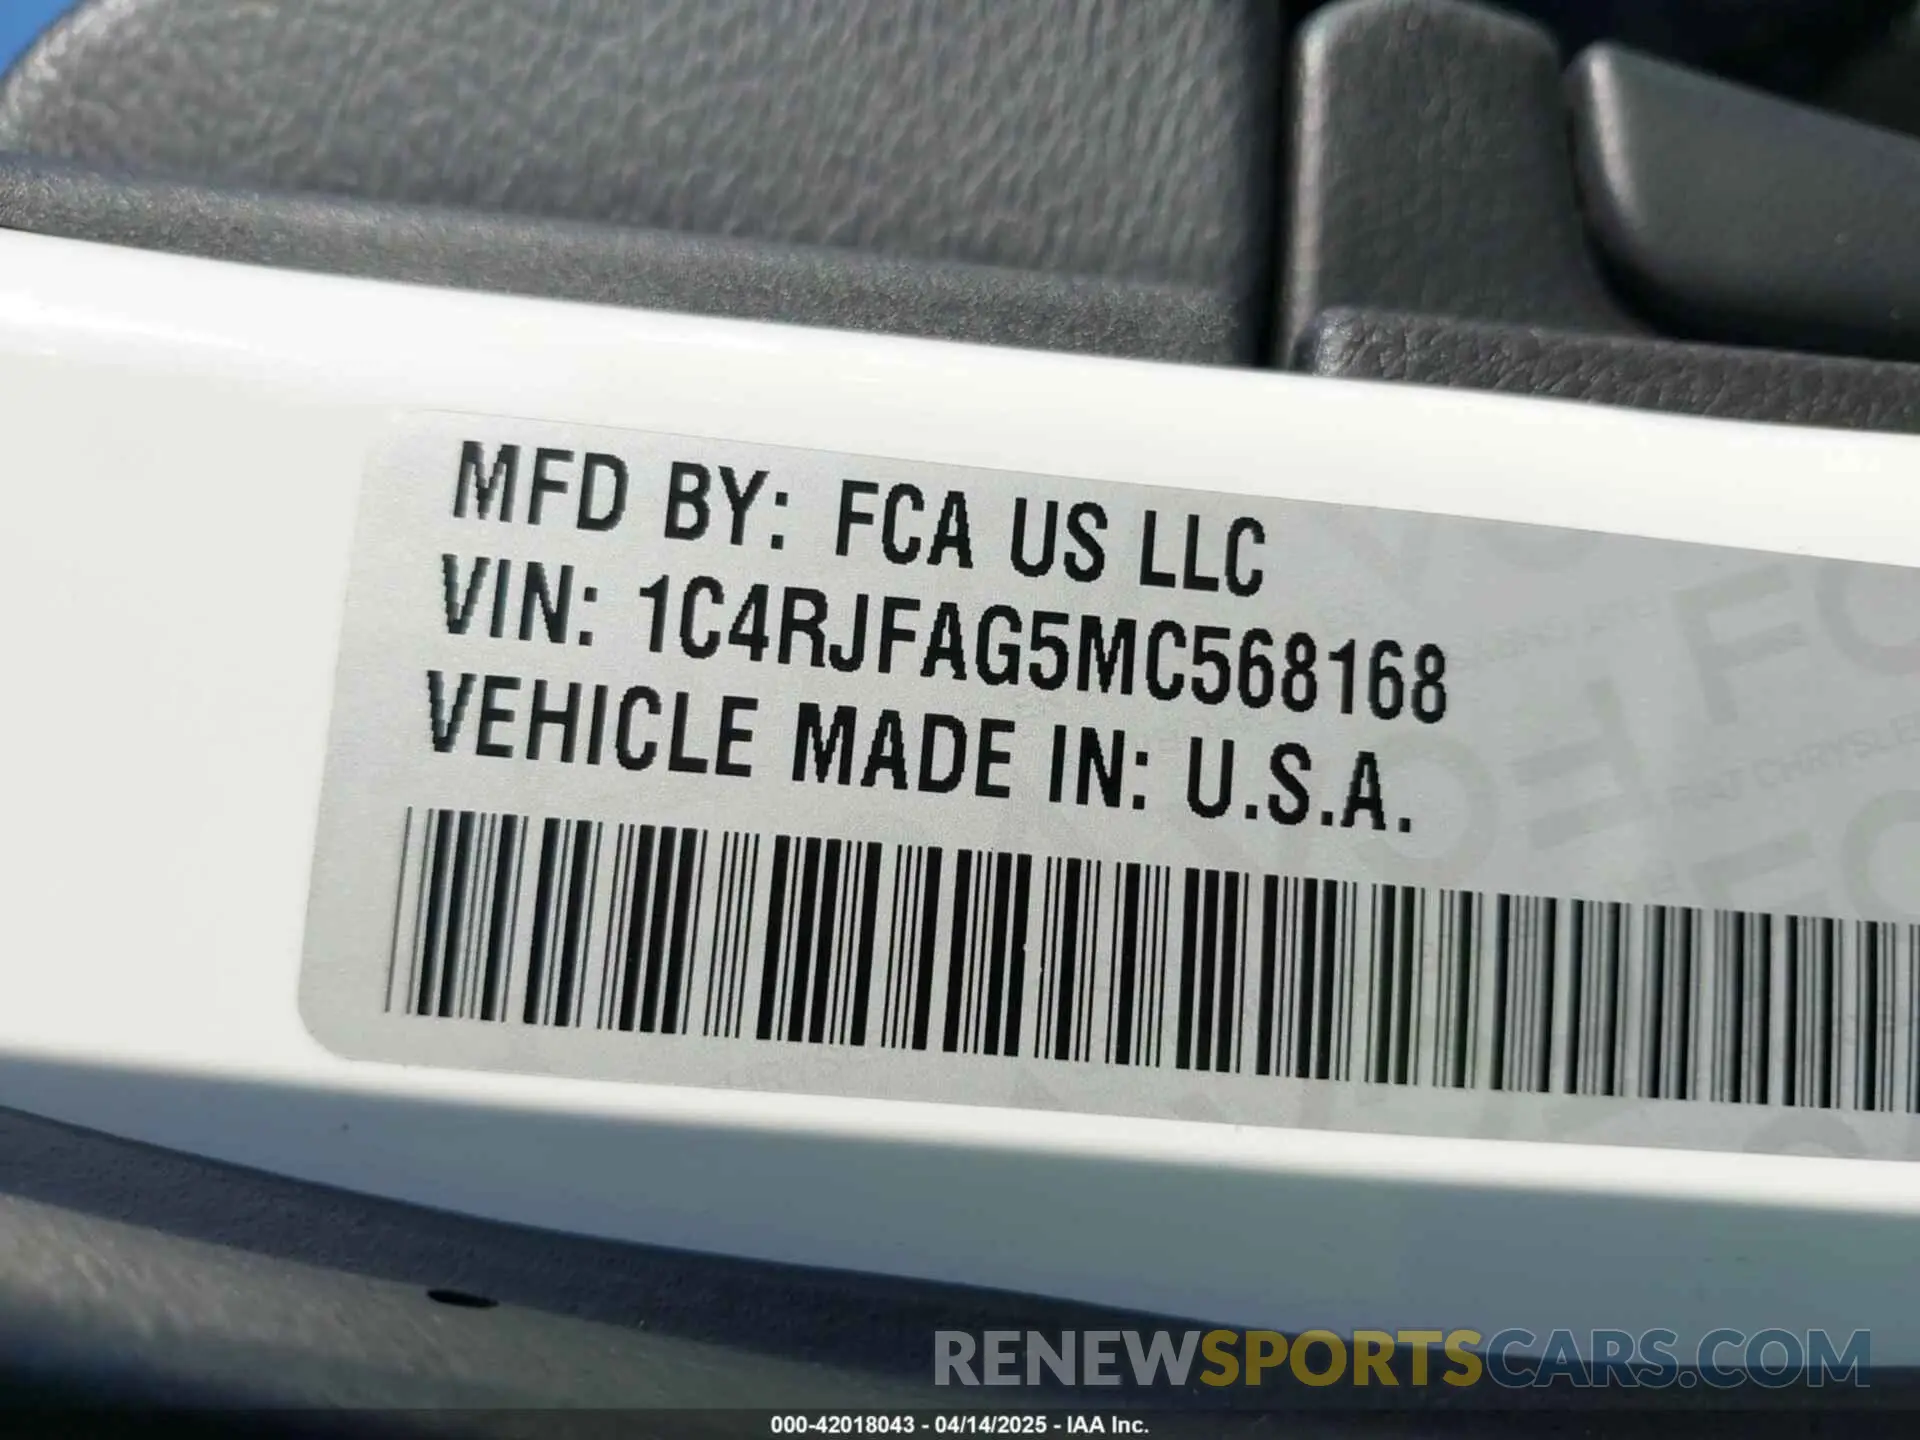 MFD BY: FCA US LLC
VIN: 1C4RJFAG5MC568168
VEHICLE MADE IN: U.S.A.
RENEWSPORTSCARS.COM
000-42018043 - 04/14/2025 - IAA Inc.